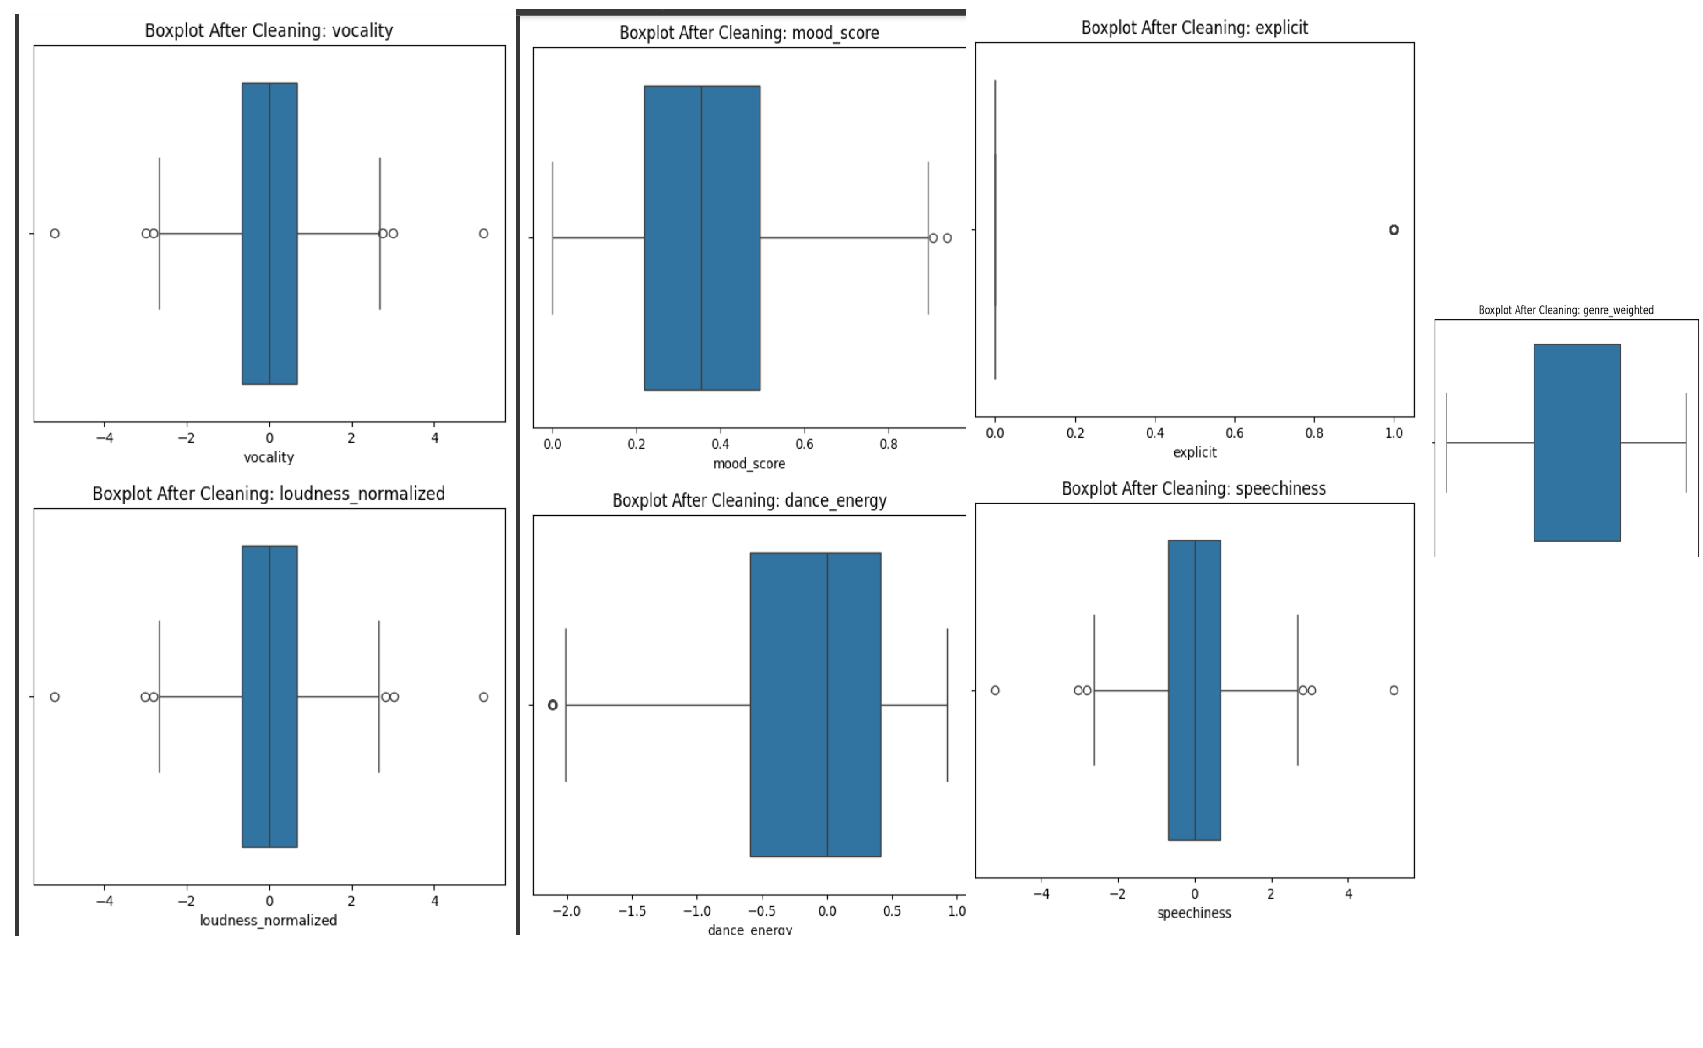 Boxplot After Cleaning: vocality
−4 −2 0 2 4
vocality
Boxplot After Cleaning: loudness_normalized
−4 −2 0 2 4
loudness_normalized
Boxplot After Cleaning: mood_score
0.0 0.2 0.4 0.6 0.8
mood_score
Boxplot After Cleaning: dance_energy
−2.0 −1.5 −1.0 −0.5 0.0 0.5 1.0
dance_energy
Boxplot After Cleaning: explicit
0.0 0.2 0.4 0.6 0.8 1.0
explicit
Boxplot After Cleaning: speechiness
−4 −2 0 2 4
speechiness
Boxplot After Cleaning: genre_weighted